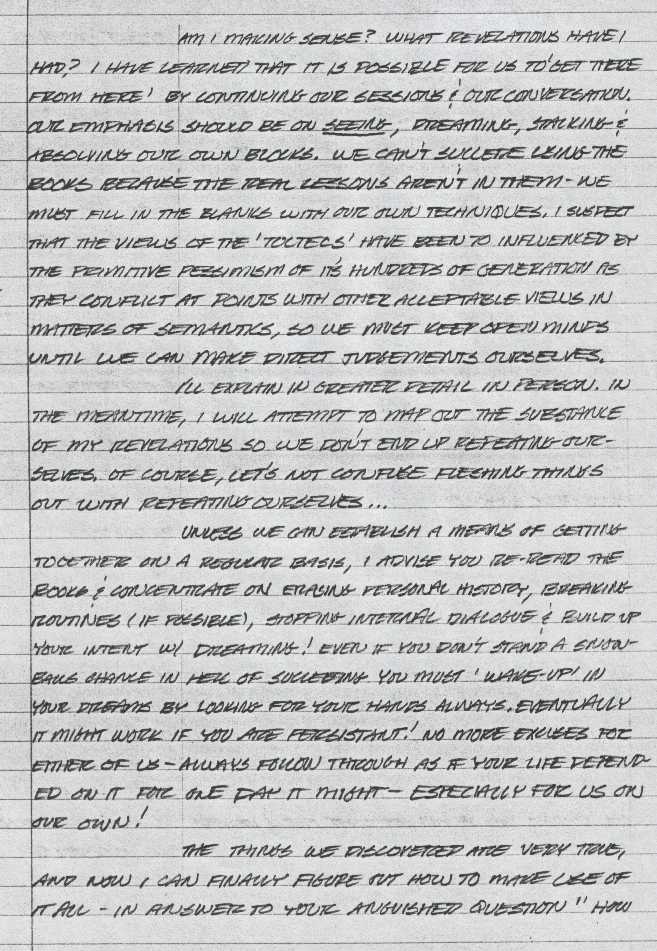 AM I MAKING SENSE? WHAT REVELATIONS HAVE I
HAD? I HAVE LEARNED THAT IT IS POSSIBLE FOR US TO 'GET THERE
FROM HERE' BY CONTINUING OUR SESSIONS & OUR CONVERSATION.
OUR EMPHASIS SHOULD BE ON SEEING, DREAMING, STALKING &
ABSOLVING OUR OWN BLOCKS. WE CAN'T SUCCEED USING THE
BOOKS BECAUSE THE REAL LESSONS AREN'T IN THEM - WE
MUST FILL IN THE BLANKS WITH OUR OWN TECHNIQUES. I SUSPECT
THAT THE VIEWS OF THE 'TOLTECS' HAVE BEEN TO INFLUENCED BY
THE PRIMITIVE PESSIMISM OF IT'S HUNDREDS OF GENERATION AS
THEY CONFLICT AT POINTS WITH OTHER ACCEPTABLE VIEWS IN
MATTERS OF SEMANTICS, SO WE MUST KEEP OPEN MINDS
UNTIL WE CAN MAKE DIRECT JUDGEMENTS OURSELVES.
I'LL EXPLAIN IN GREATER DETAIL IN PERSON. IN
THE MEANTIME, I WILL ATTEMPT TO MAP OUT THE SUBSTANCE
OF MY REVELATIONS SO WE DON'T END UP REPEATING OUR-
SELVES. OF COURSE, LET'S NOT CONFUSE FLESHING THINGS
OUT WITH REPEATING OURSELVES...
UNLESS WE CAN ESTABLISH A MEANS OF GETTING
TOGETHER ON A REGULAR BASIS, I ADVISE YOU RE-READ THE
BOOKS & CONCENTRATE ON ERASING PERSONAL HISTORY, BREAKING
ROUTINES (IF POSSIBLE), STOPPING INTERNAL DIALOGUE & BUILD UP
YOUR INTENT W/ DREAMING! EVEN IF YOU DON'T STAND A SNOW-
BALLS CHANCE IN HELL OF SUCCEEDING YOU MUST 'WAKE-UP' IN
YOUR DREAMS BY LOOKING FOR YOUR HANDS ALWAYS. EVENTUALLY
IT MIGHT WORK IF YOU ARE PERSISTANT! NO MORE EXCUSES FOR
EITHER OF US - ALWAYS FOLLOW THROUGH AS IF YOUR LIFE DEPEND-
ED ON IT FOR ONE DAY IT MIGHT - ESPECIALLY FOR US ON
OUR OWN!
THE THINGS WE DISCOVERED ARE VERY TRUE,
AND NOW I CAN FINALLY FIGURE OUT HOW TO MAKE USE OF
IT ALL - IN ANSWER TO YOUR ANGUISHED QUESTION "HOW